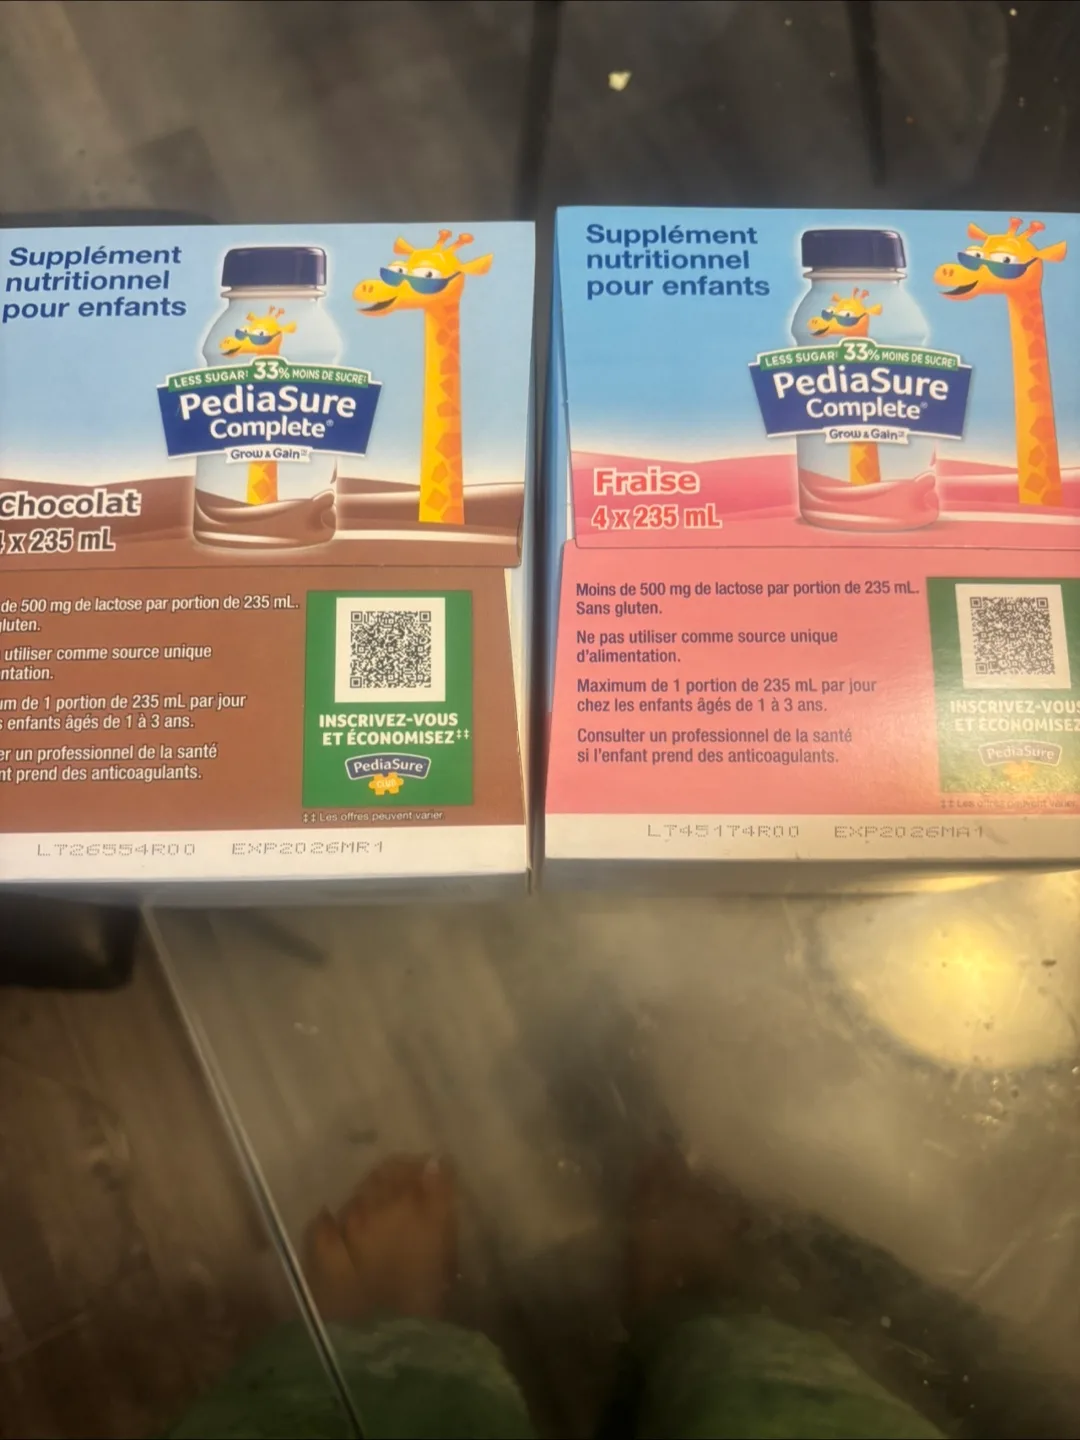 Supplément
nutritionnel
pour enfants
LESS SUGAR‡ 33% MOINS DE SUCRE‡
PediaSure
Complete®
Grow & Gain
Chocolat
x 235 mL
de 500 mg de lactose par portion de 235 mL.
utiliser comme source unique
de 1 portion de 235 mL par jour
enfants âgés de 1 à 3 ans.
un professionnel de la santé
prend des anticoagulants.
INSCRIVEZ-VOUS
ET ÉCONOMISEZ‡‡
PediaSure
CLUB
‡‡ Les offres peuvent varier
LT26554R00 EXP2026MR1
Supplément
nutritionnel
pour enfants
LESS SUGAR‡ 33% MOINS DE SUCRE‡
PediaSure
Complete®
Grow & Gain
Fraise
4 x 235 mL
Moins de 500 mg de lactose par portion de 235 mL.
Sans gluten.
Ne pas utiliser comme source unique
d'alimentation.
Maximum de 1 portion de 235 mL par jour
chez les enfants âgés de 1 à 3 ans.
Consulter un professionnel de la santé
si l'enfant prend des anticoagulants.
INSCRIVEZ-VOUS
ET ÉCONOMISEZ
PediaSure
‡‡ Les offres peuvent varier
LT45174R00 EXP2026MA1